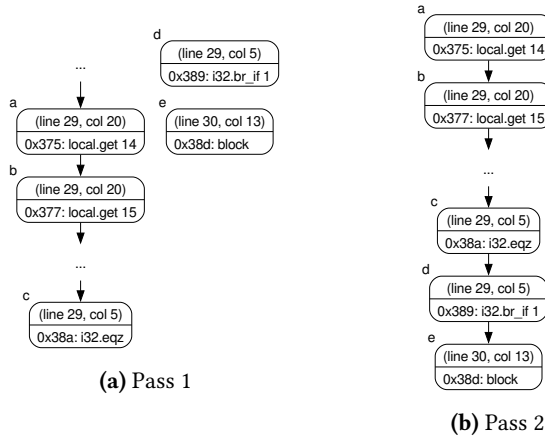 ...
a
(line 29, col 20)
0x375: local.get 14
b
(line 29, col 20)
0x377: local.get 15
...
c
(line 29, col 5)
0x38a: i32.eqz
d
(line 29, col 5)
0x389: i32.br_if 1
e
(line 30, col 13)
0x38d: block
(a) Pass 1
a
(line 29, col 20)
0x375: local.get 14
b
(line 29, col 20)
0x377: local.get 15
...
c
(line 29, col 5)
0x38a: i32.eqz
d
(line 29, col 5)
0x389: i32.br_if 1
e
(line 30, col 13)
0x38d: block
(b) Pass 2